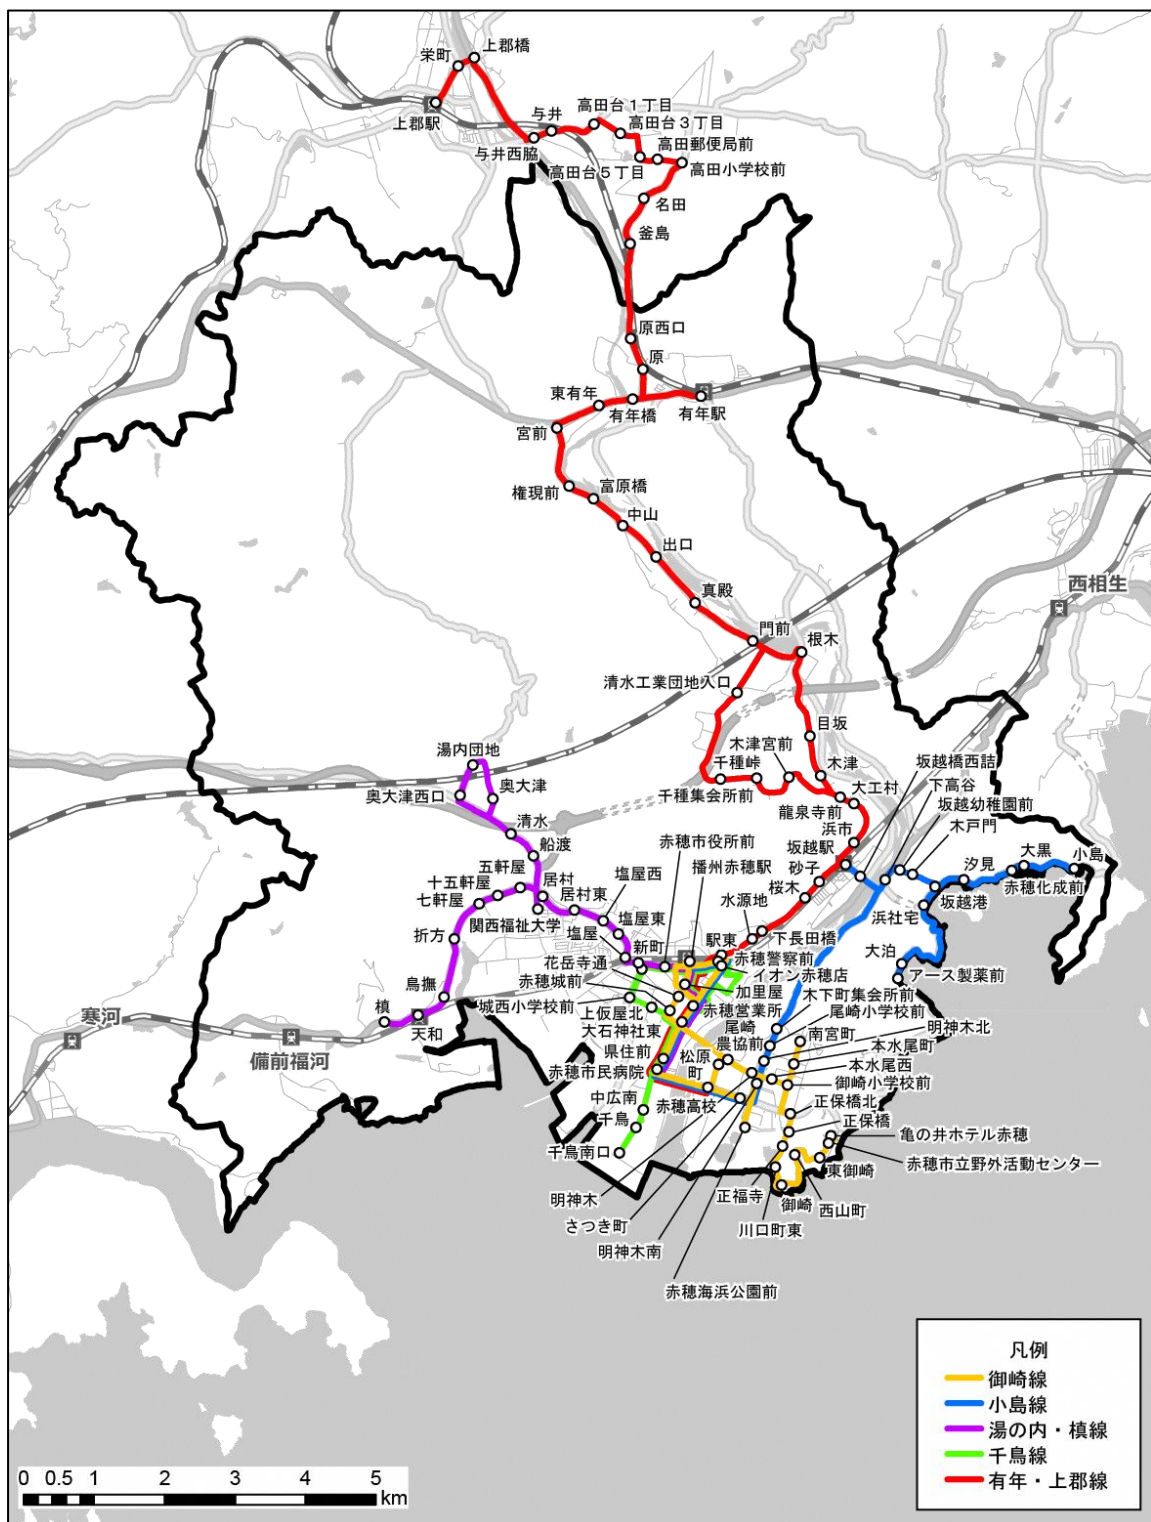 上郡橋
栄町
上郡駅
与井
与井西脇
高田台1丁目
高田台3丁目
高田郵便局前
高田台5丁目
高田小学校前
名田
釜島
原西口
原
東有年
有年橋
有年駅
宮前
権現前
富原橋
中山
出口
真殿
西相生
門前
根木
清水工業団地入口
目坂
木津宮前
湯内団地
千種峠
木津
坂越橋西詰
下高谷
奥大津西口
奥大津
千種集会所前
大工村
坂越幼稚園前
龍泉寺前
清水
浜市
木戸門
赤穂市役所前
坂越駅
船渡
播州赤穂駅
砂子
汐見
大黒
小島
五軒屋
十五軒屋
居村
塩屋西
桜木
赤穂化成前
七軒屋
居村東
水源地
坂越港
浜社宅
関西福祉大学
塩屋東
塩屋
折方
新町
駅東
下長田橋
大泊
花岳寺通
赤穂警察前
赤穂城前
イオン赤穂店
アース製薬前
鳥撫
城西小学校前
加里屋
木下町集会所前
槙
上仮屋北
赤穂営業所
尾崎小学校前
寒河
天和
大石神社東
尾崎
南宮町
明神木北
備前福河
県住前
松原町
農協前
本水尾町
赤穂市民病院
本水尾西
御崎小学校前
中広南
赤穂高校
正保橋北
千鳥
正保橋
亀の井ホテル赤穂
千鳥南口
赤穂市立野外活動センター
東御崎
明神木
正福寺
御崎
西山町
さつき町
川口町東
明神木南
赤穂海浜公園前
凡例
御崎線
小島線
湯の内・槙線
千鳥線
有年・上郡線
0 0.5 1 2 3 4 5
km